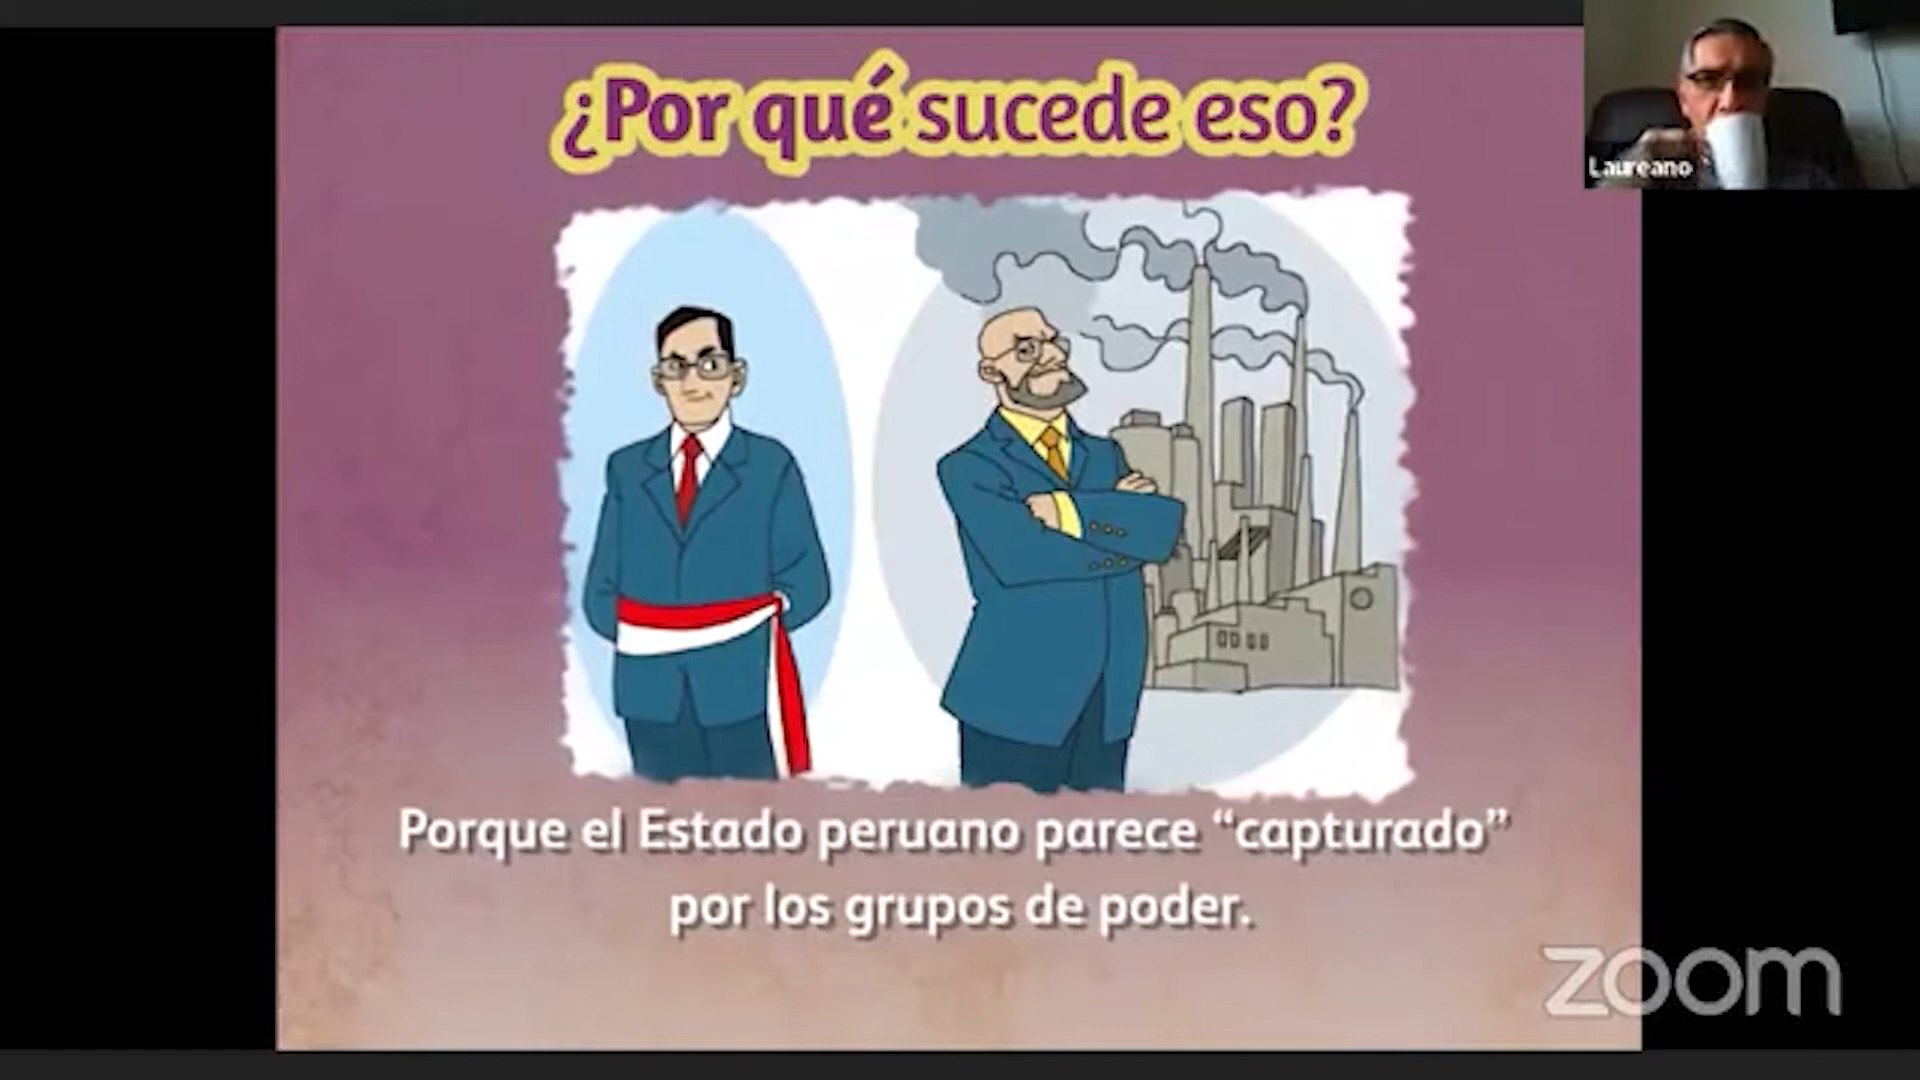 ¿Por qué sucede eso?
Laureano
Porque el Estado peruano parece “capturado”
por los grupos de poder.
zoom